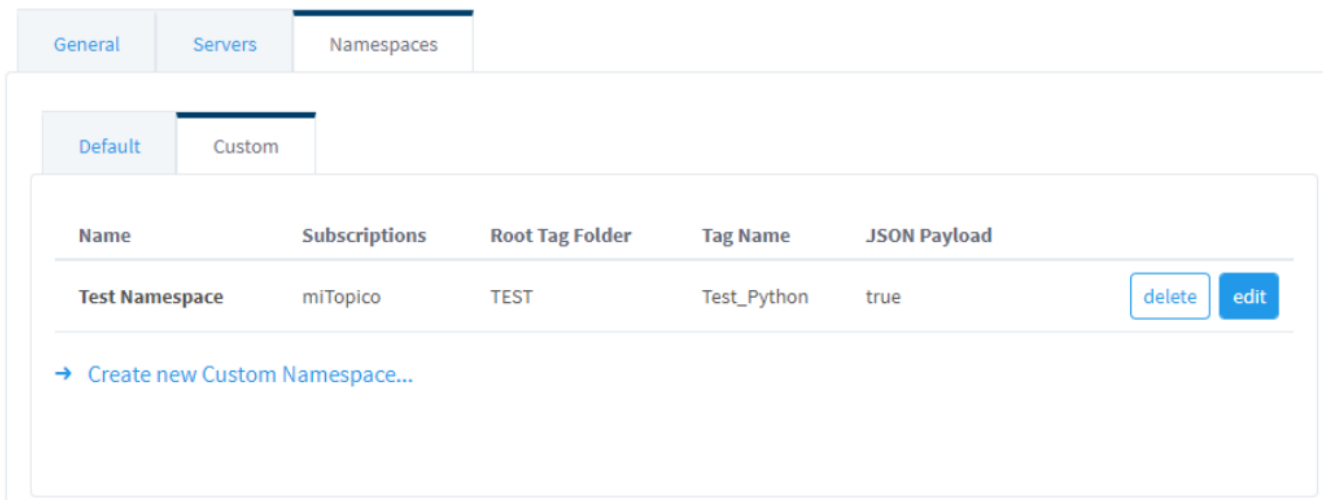 General Servers Namespaces
Default Custom
Name Subscriptions Root Tag Folder Tag Name JSON Payload
Test Namespace miTopico TEST Test_Python true delete edit
→ Create new Custom Namespace...